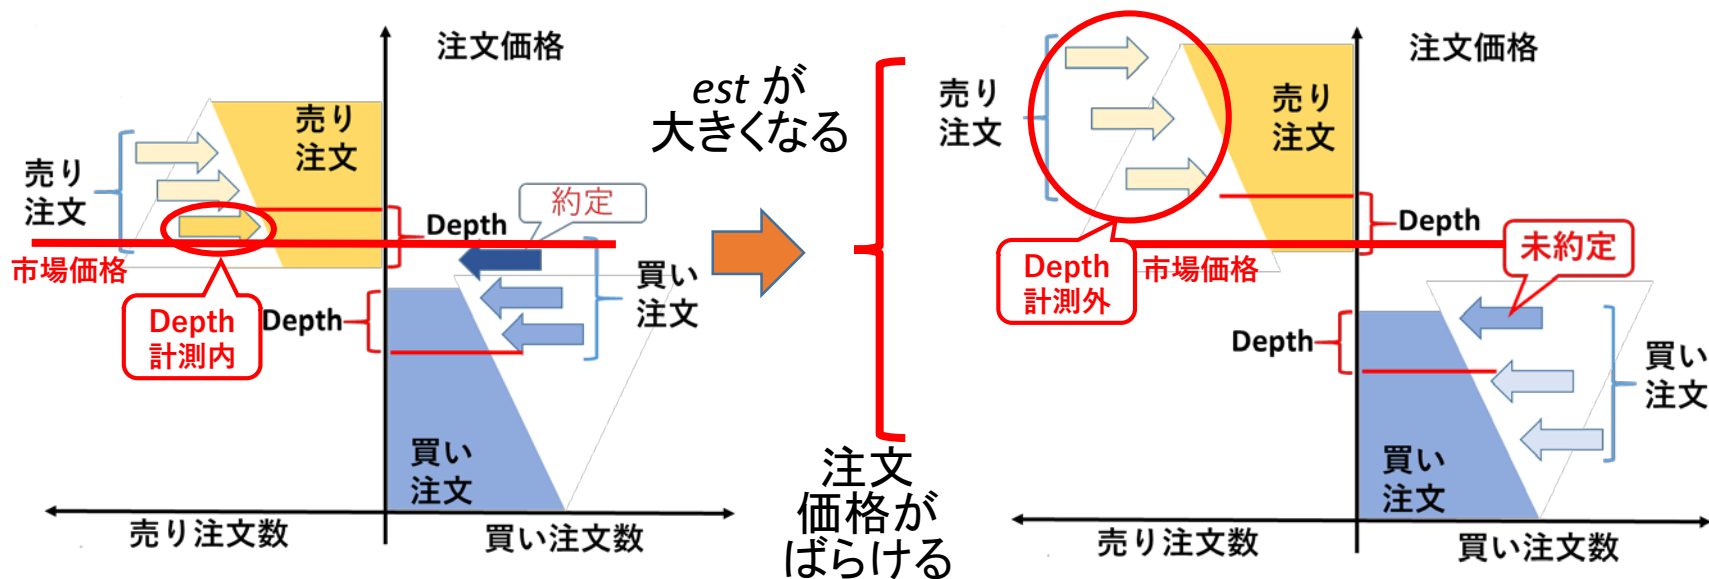 注文価格
売り
注文
売り
注文
約定
Depth
市場価格
買い
注文
Depth
計測内
Depth
買い
注文
売り注文数
買い注文数
est が
大きくなる
注文
価格が
ばらける
注文価格
売り
注文
売り
注文
Depth
Depth
計測外
市場価格
未約定
Depth
買い
注文
買い
注文
売り注文数
買い注文数